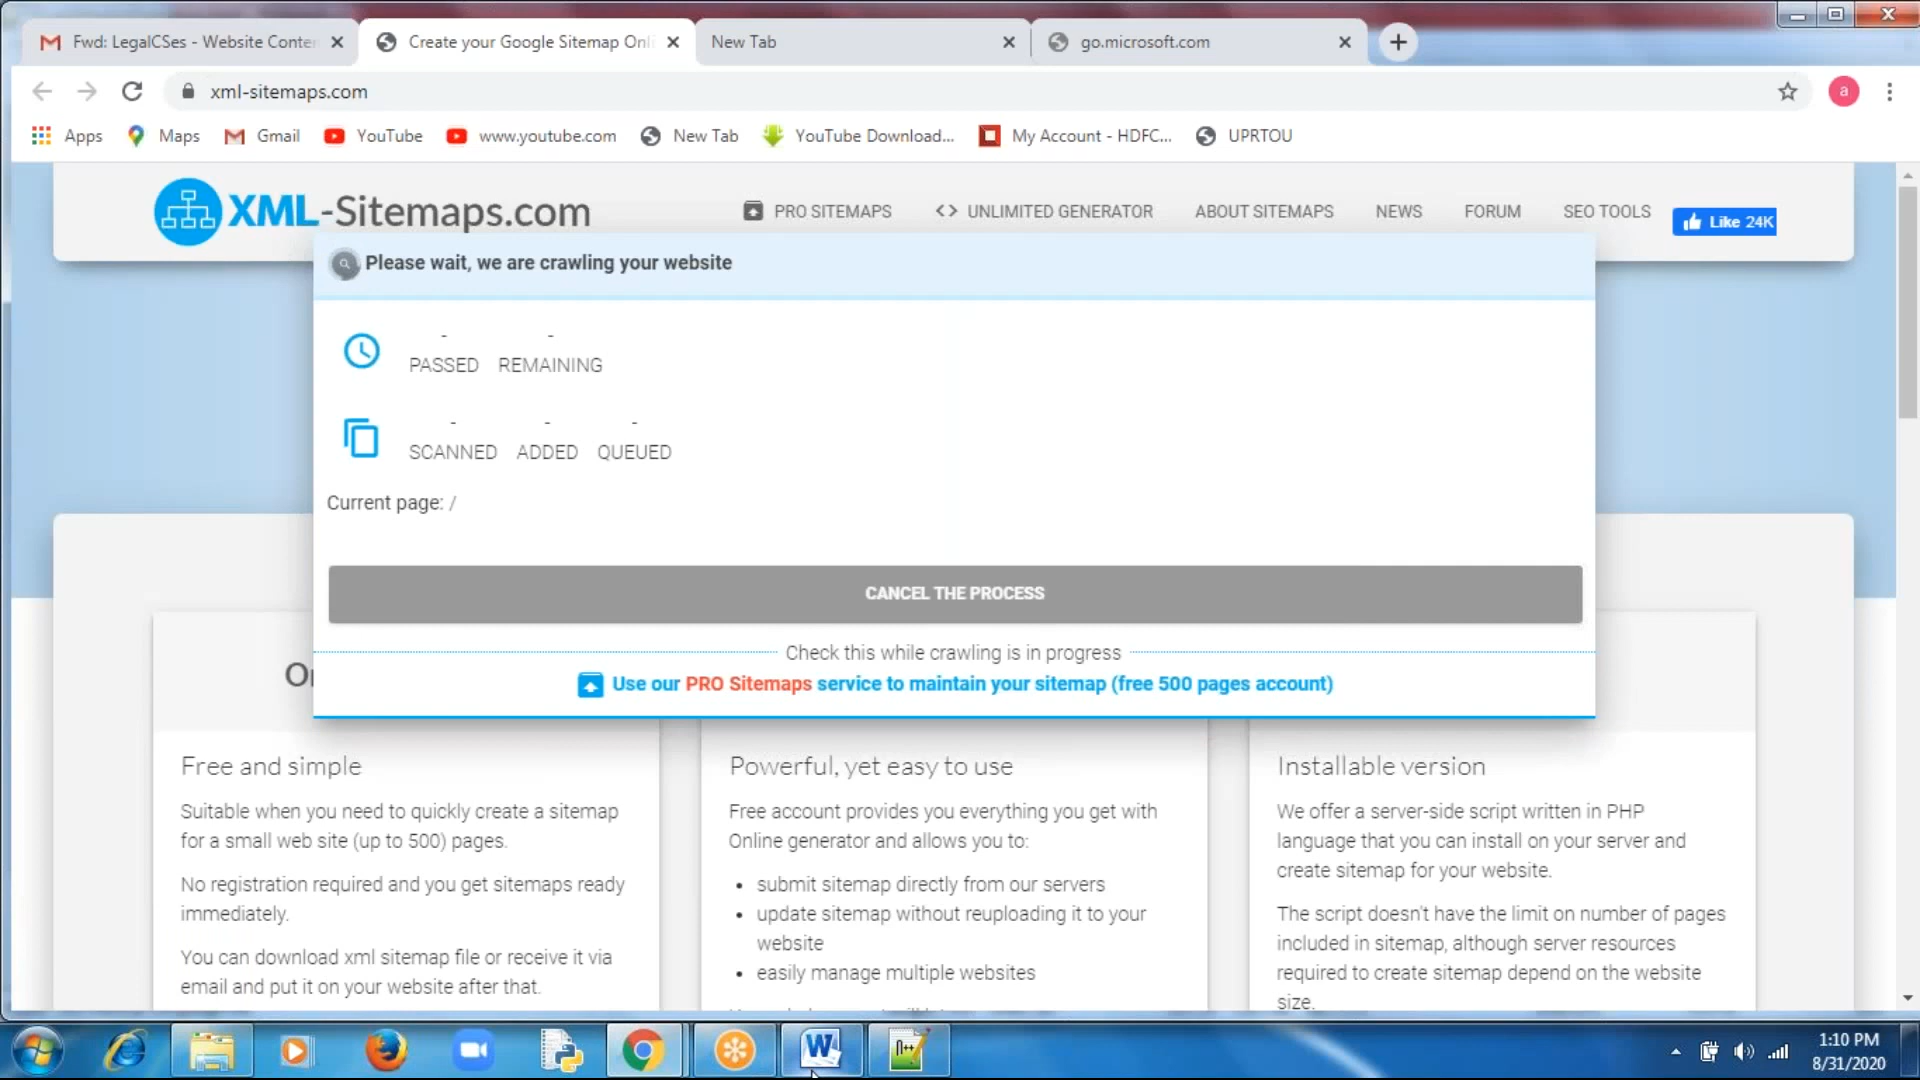 Fwd: LegalCSes - Website Conte
Create your Google Sitemap Onl
New Tab
go.microsoft.com
xml-sitemaps.com
a
Apps
Maps
Gmail
YouTube
www.youtube.com
New Tab
YouTube Download...
My Account - HDFC...
UPRTOU
XML-Sitemaps.com
PRO SITEMAPS
<> UNLIMITED GENERATOR
ABOUT SITEMAPS
NEWS
FORUM
SEO TOOLS
Like 24K
Please wait, we are crawling your website
- -
PASSED REMAINING
- - -
SCANNED ADDED QUEUED
Current page: /
CANCEL THE PROCESS
Check this while crawling is in progress
Use our PRO Sitemaps service to maintain your sitemap (free 500 pages account)
Free and simple
Suitable when you need to quickly create a sitemap
for a small web site (up to 500) pages.
No registration required and you get sitemaps ready
immediately.
You can download xml sitemap file or receive it via
email and put it on your website after that.
Powerful, yet easy to use
Free account provides you everything you get with
Online generator and allows you to:
• submit sitemap directly from our servers
• update sitemap without reuploading it to your
website
• easily manage multiple websites
Installable version
We offer a server-side script written in PHP
language that you can install on your server and
create sitemap for your website.
The script doesn't have the limit on number of pages
included in sitemap, although server resources
required to create sitemap depend on the website
size.
1:10 PM
8/31/2020